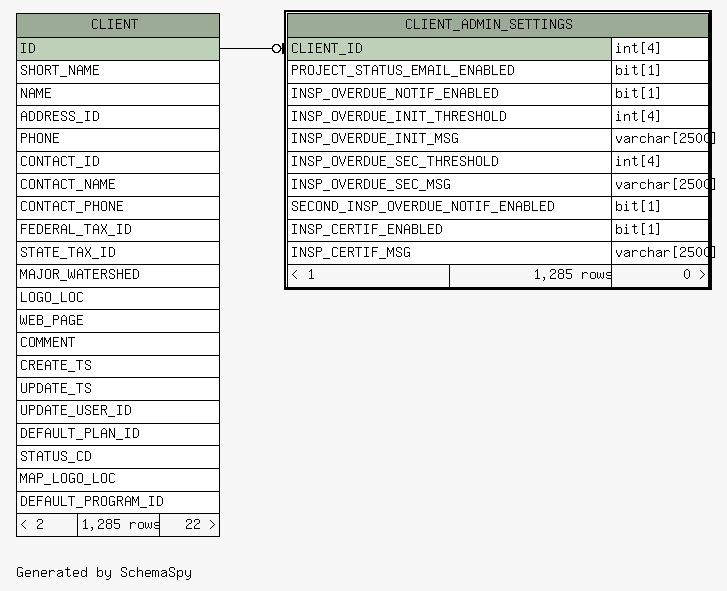 CLIENT
ID
SHORT_NAME
NAME
ADDRESS_ID
PHONE
CONTACT_ID
CONTACT_NAME
CONTACT_PHONE
FEDERAL_TAX_ID
STATE_TAX_ID
MAJOR_WATERSHED
LOGO_LOC
WEB_PAGE
COMMENT
CREATE_TS
UPDATE_TS
UPDATE_USER_ID
DEFAULT_PLAN_ID
STATUS_CD
MAP_LOGO_LOC
DEFAULT_PROGRAM_ID
< 2 1,285 rows 22 >
CLIENT_ADMIN_SETTINGS
CLIENT_ID int[4]
PROJECT_STATUS_EMAIL_ENABLED bit[1]
INSP_OVERDUE_NOTIF_ENABLED bit[1]
INSP_OVERDUE_INIT_THRESHOLD int[4]
INSP_OVERDUE_INIT_MSG varchar[2500]
INSP_OVERDUE_SEC_THRESHOLD int[4]
INSP_OVERDUE_SEC_MSG varchar[2500]
SECOND_INSP_OVERDUE_NOTIF_ENABLED bit[1]
INSP_CERTIF_ENABLED bit[1]
INSP_CERTIF_MSG varchar[2500]
< 1 1,285 rows 0 >
Generated by SchemaSpy